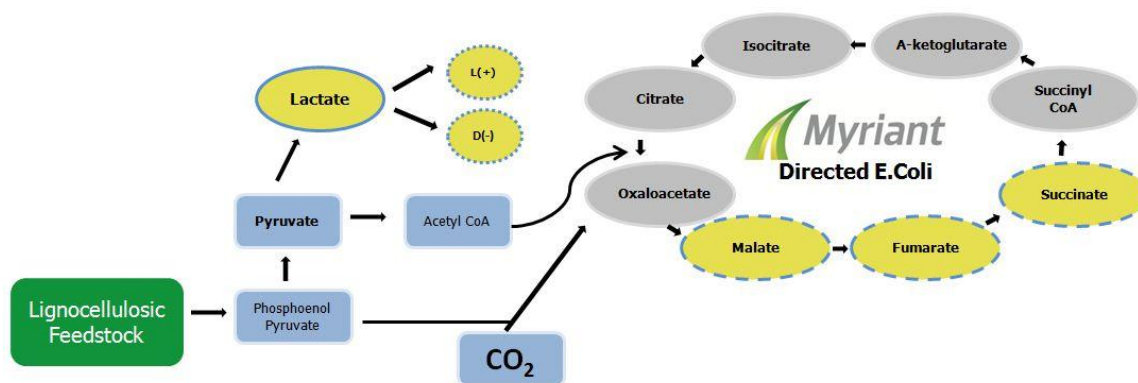 Isocitrate
A-ketoglutarate
Lactate
L(+)
D(-)
Citrate
Succinyl
CoA
Myriant
Directed E.Coli
Pyruvate
Acetyl CoA
Oxaloacetate
Succinate
Malate
Fumarate
Lignocellulosic
Feedstock
Phosphoenol
Pyruvate
CO₂